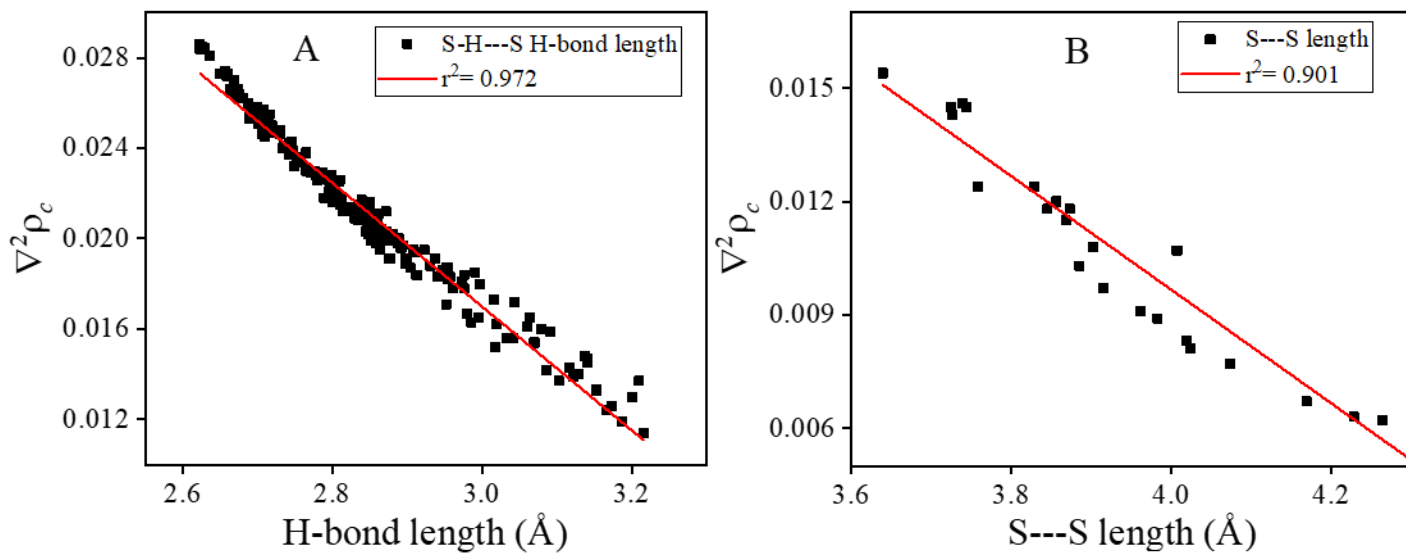 A
S-H---S H-bond length
r²= 0.972
0.028
0.024
0.020
0.016
0.012
∇²ρc
2.6 2.8 3.0 3.2
H-bond length (Å)
B
S---S length
r²= 0.901
0.015
0.012
0.009
0.006
∇²ρc
3.6 3.8 4.0 4.2
S---S length (Å)